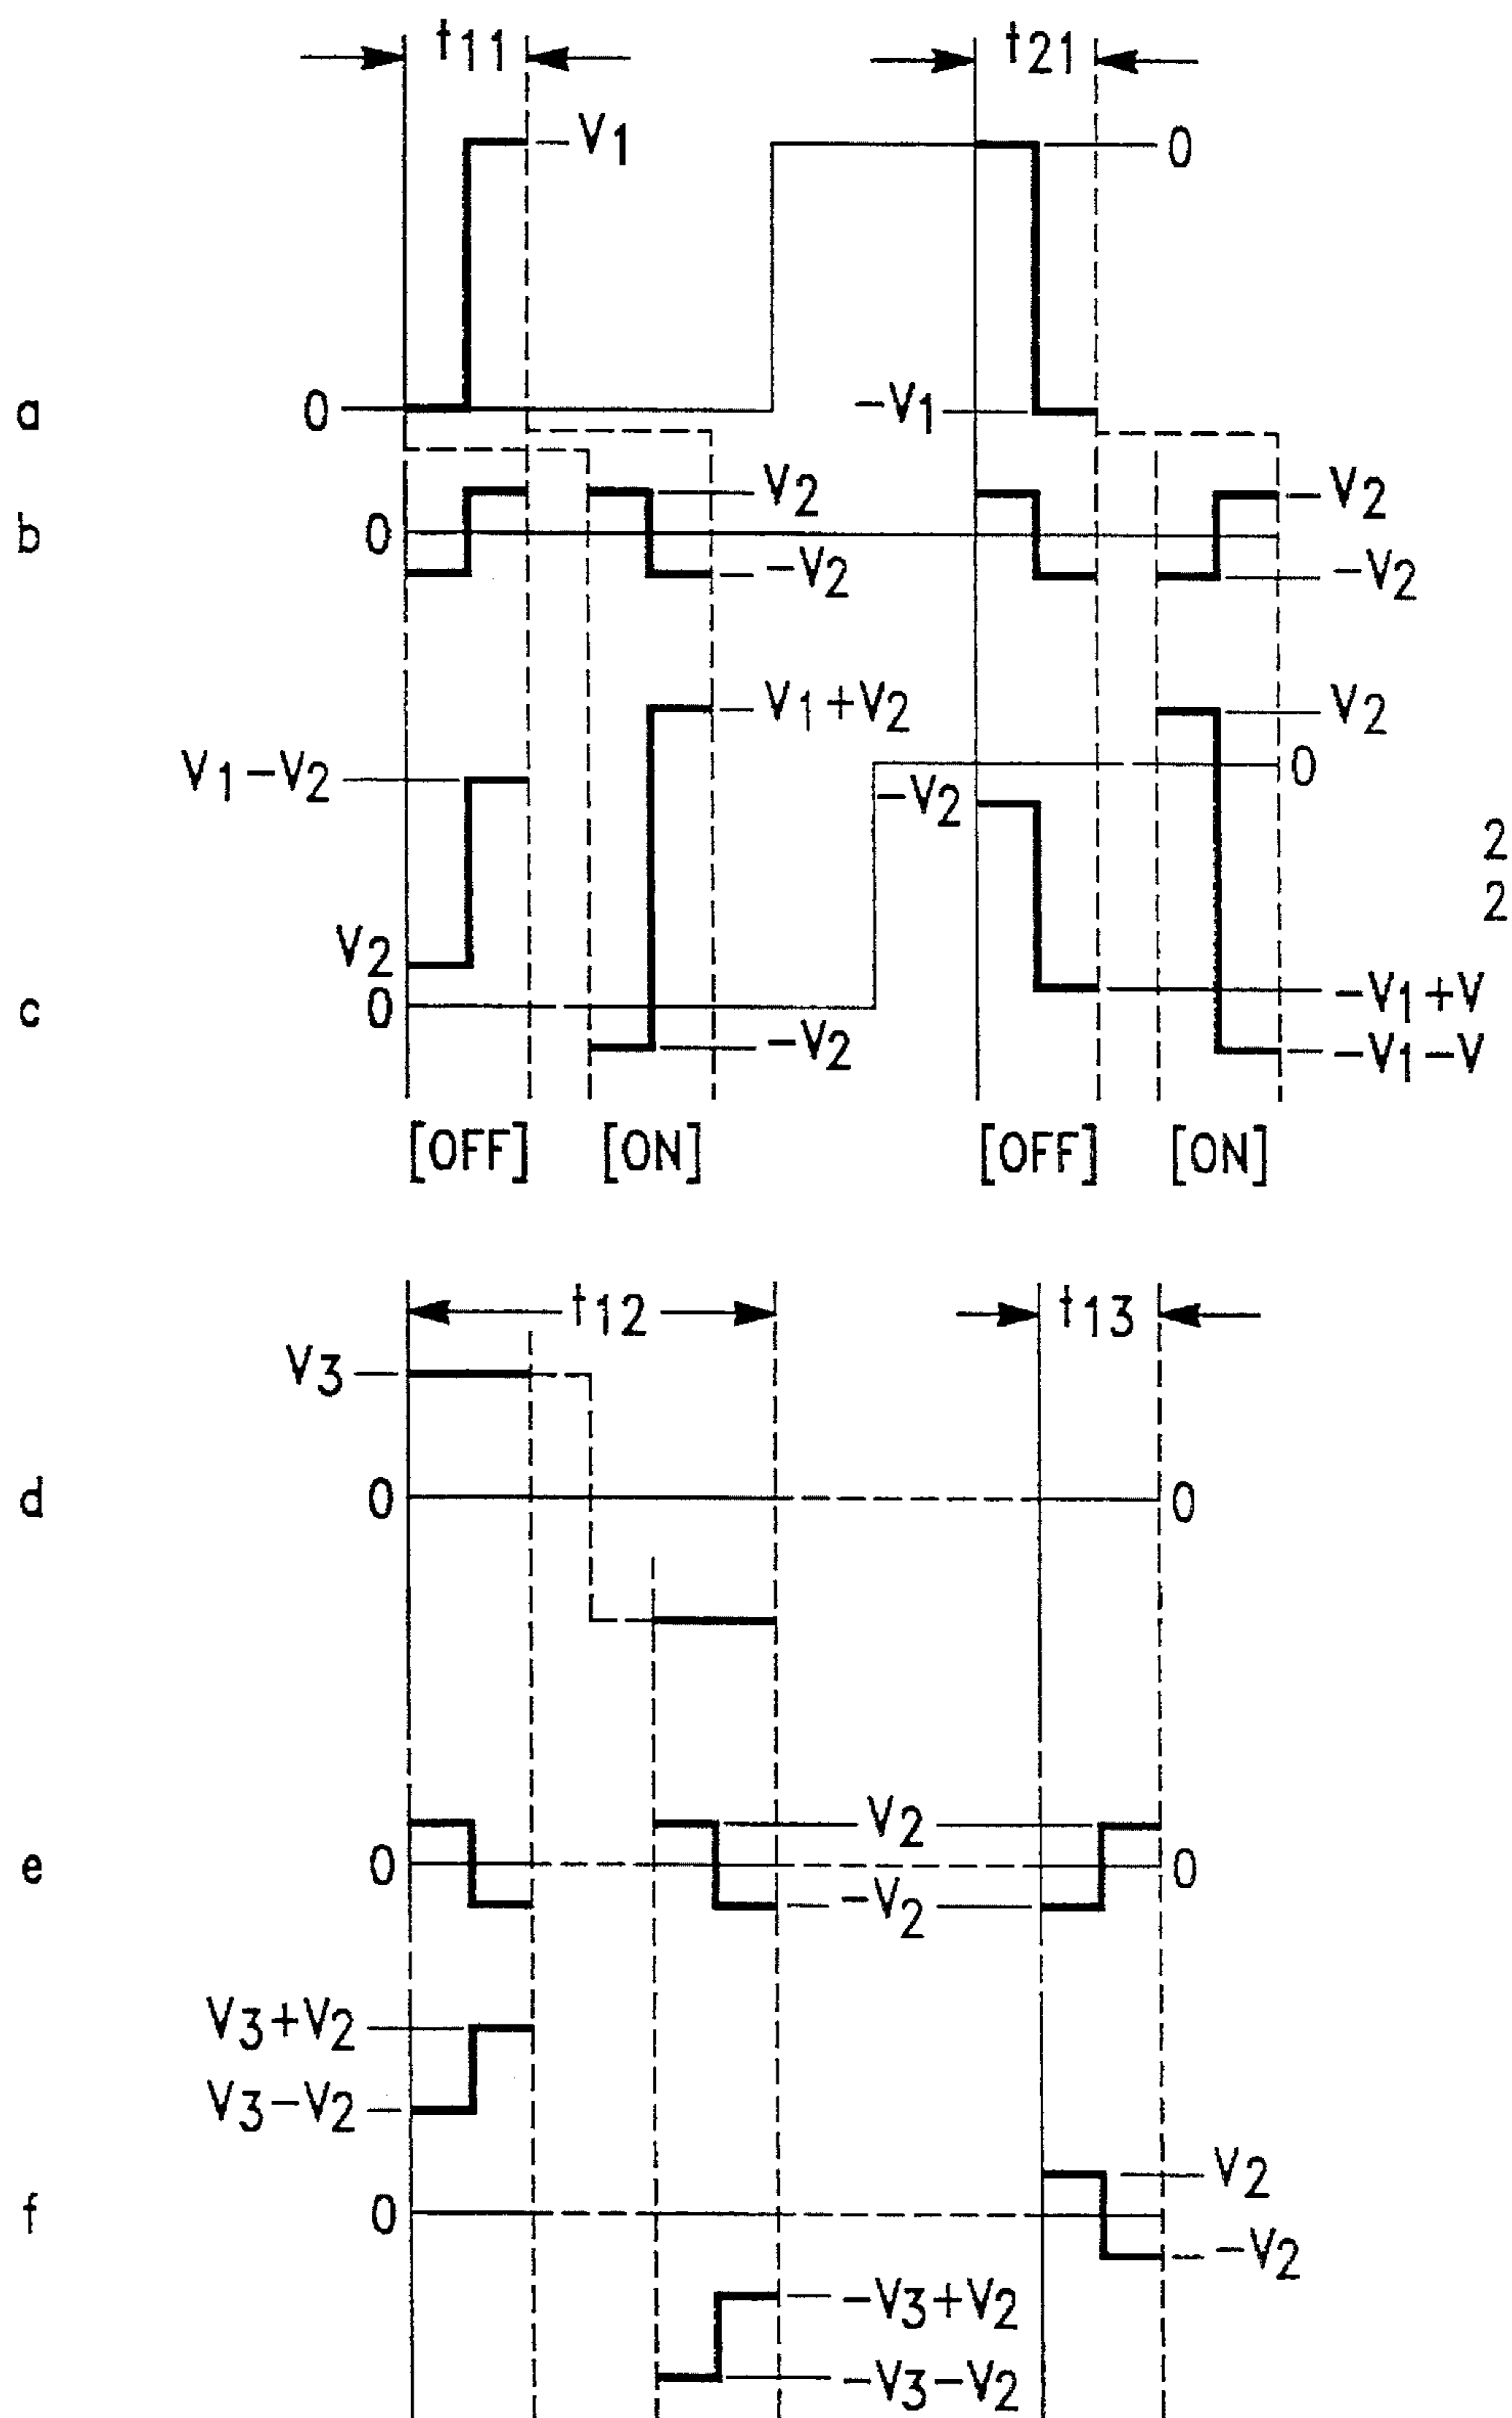 t11 t21
V1 0
a 0 -V1
V2 V2
b 0 -V2 -V2
V1+V2 V2
V1-V2 0
-V2
2
2
V2
c 0 -V2 -V1+V
-V1-V
[OFF] [ON] [OFF] [ON]
t12 t13
V3
d 0 0
V2
e 0 0
-V2
V3+V2
V3-V2
V2
f 0
-V2
-V3+V2
-V3-V2